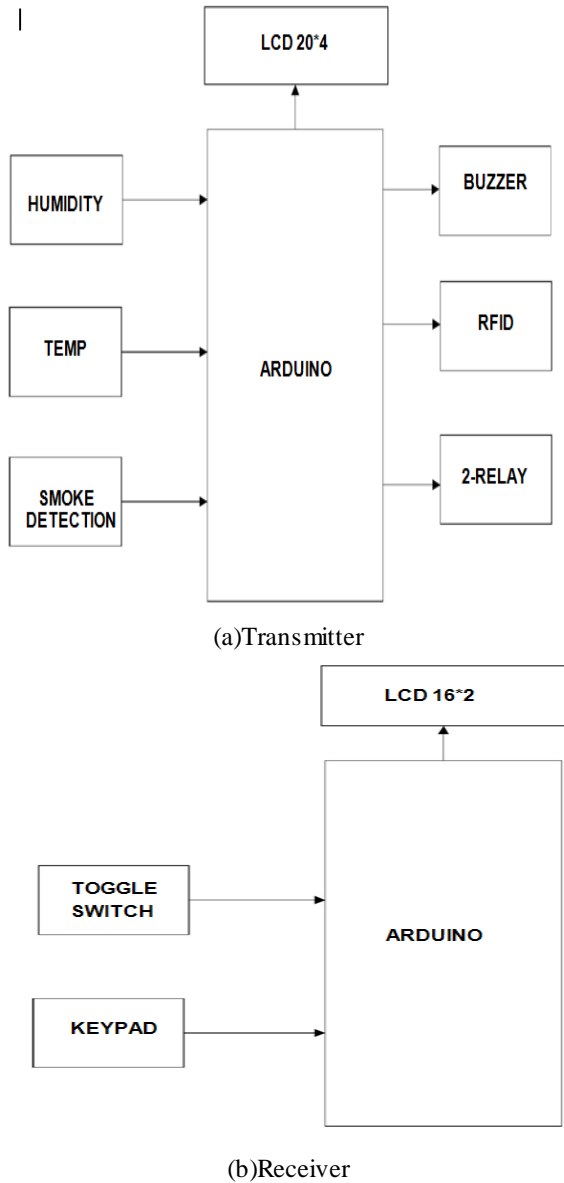 LCD 20*4
HUMIDITY
TEMP
SMOKE
DETECTION
ARDUINO
BUZZER
RFID
2-RELAY
(a)Transmitter
LCD 16*2
TOGGLE
SWITCH
KEYPAD
ARDUINO
(b)Receiver